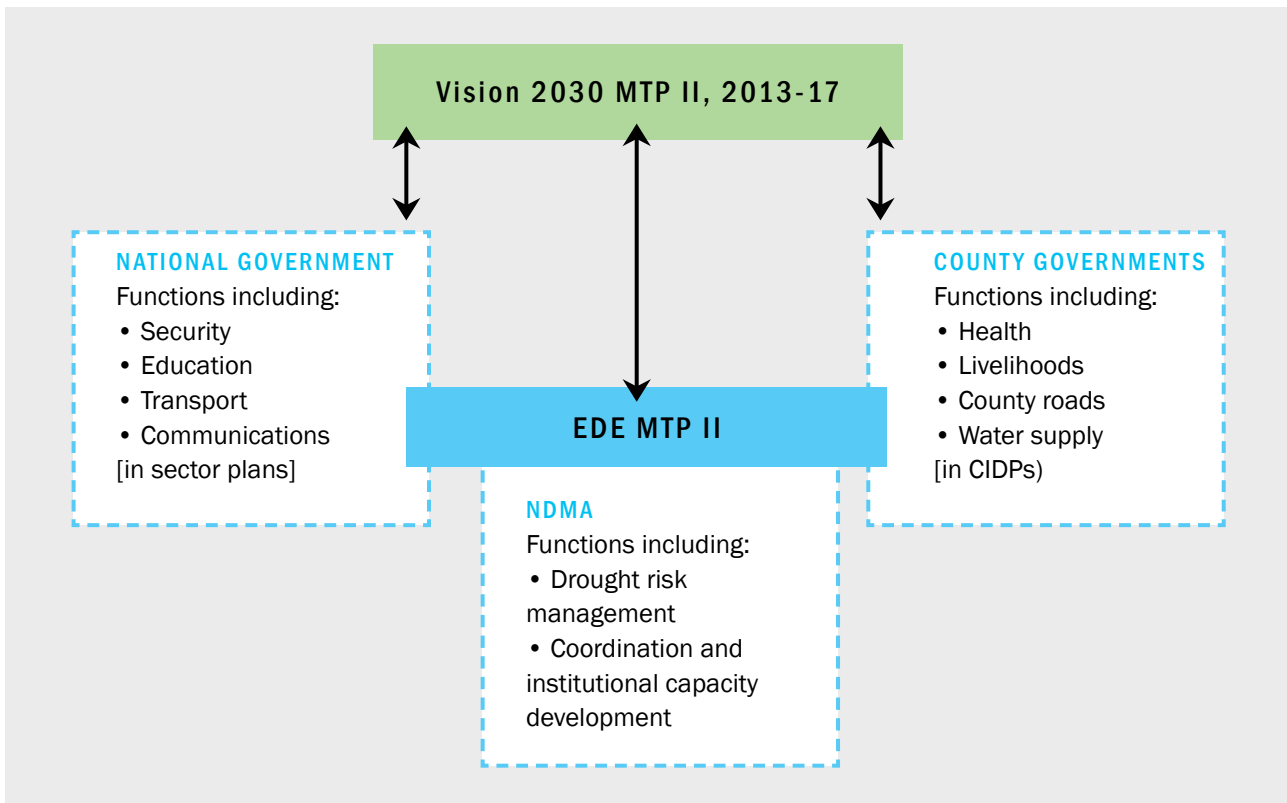 Vision 2030 MTP II, 2013-17
NATIONAL GOVERNMENT
Functions including:
• Security
• Education
• Transport
• Communications
[in sector plans]
COUNTY GOVERNMENTS
Functions including:
• Health
• Livelihoods
• County roads
• Water supply
[in CIDPs)
EDE MTP II
NDMA
Functions including:
• Drought risk
management
• Coordination and
institutional capacity
development